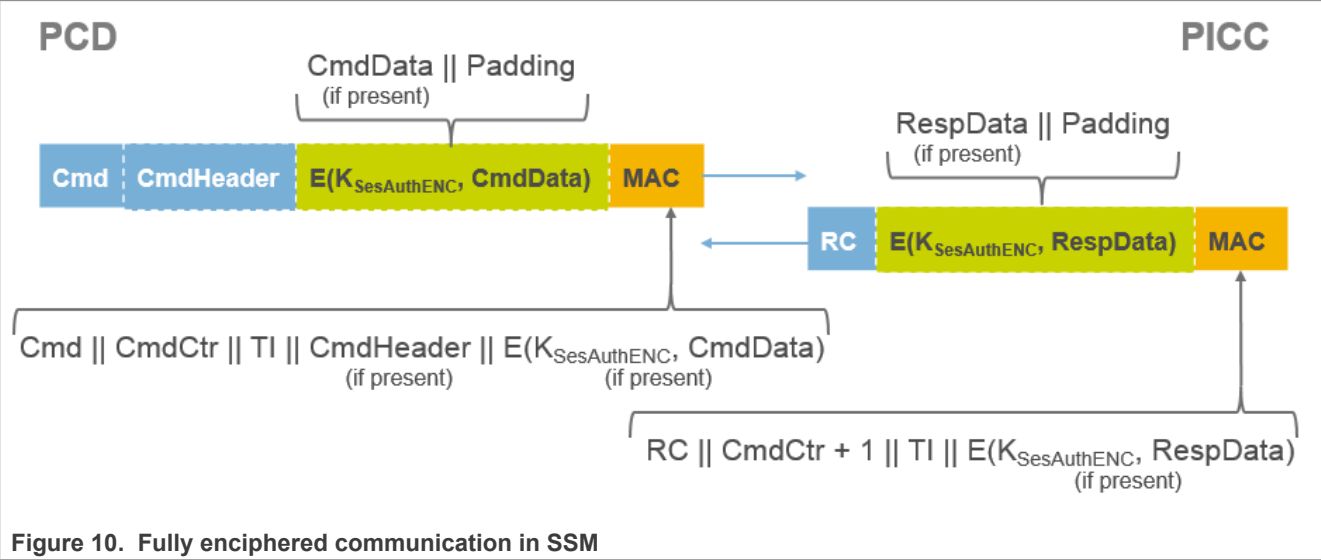 PCD
PICC
CmdData || Padding
(if present)
RespData || Padding
(if present)
Cmd
CmdHeader
E(KSesAuthENC, CmdData)
MAC
RC
E(KSesAuthENC, RespData)
MAC
Cmd || CmdCtr || TI || CmdHeader || E(KSesAuthENC, CmdData)
(if present)
(if present)
RC || CmdCtr + 1 || TI || E(KSesAuthENC, RespData)
(if present)
Figure 10. Fully enciphered communication in SSM